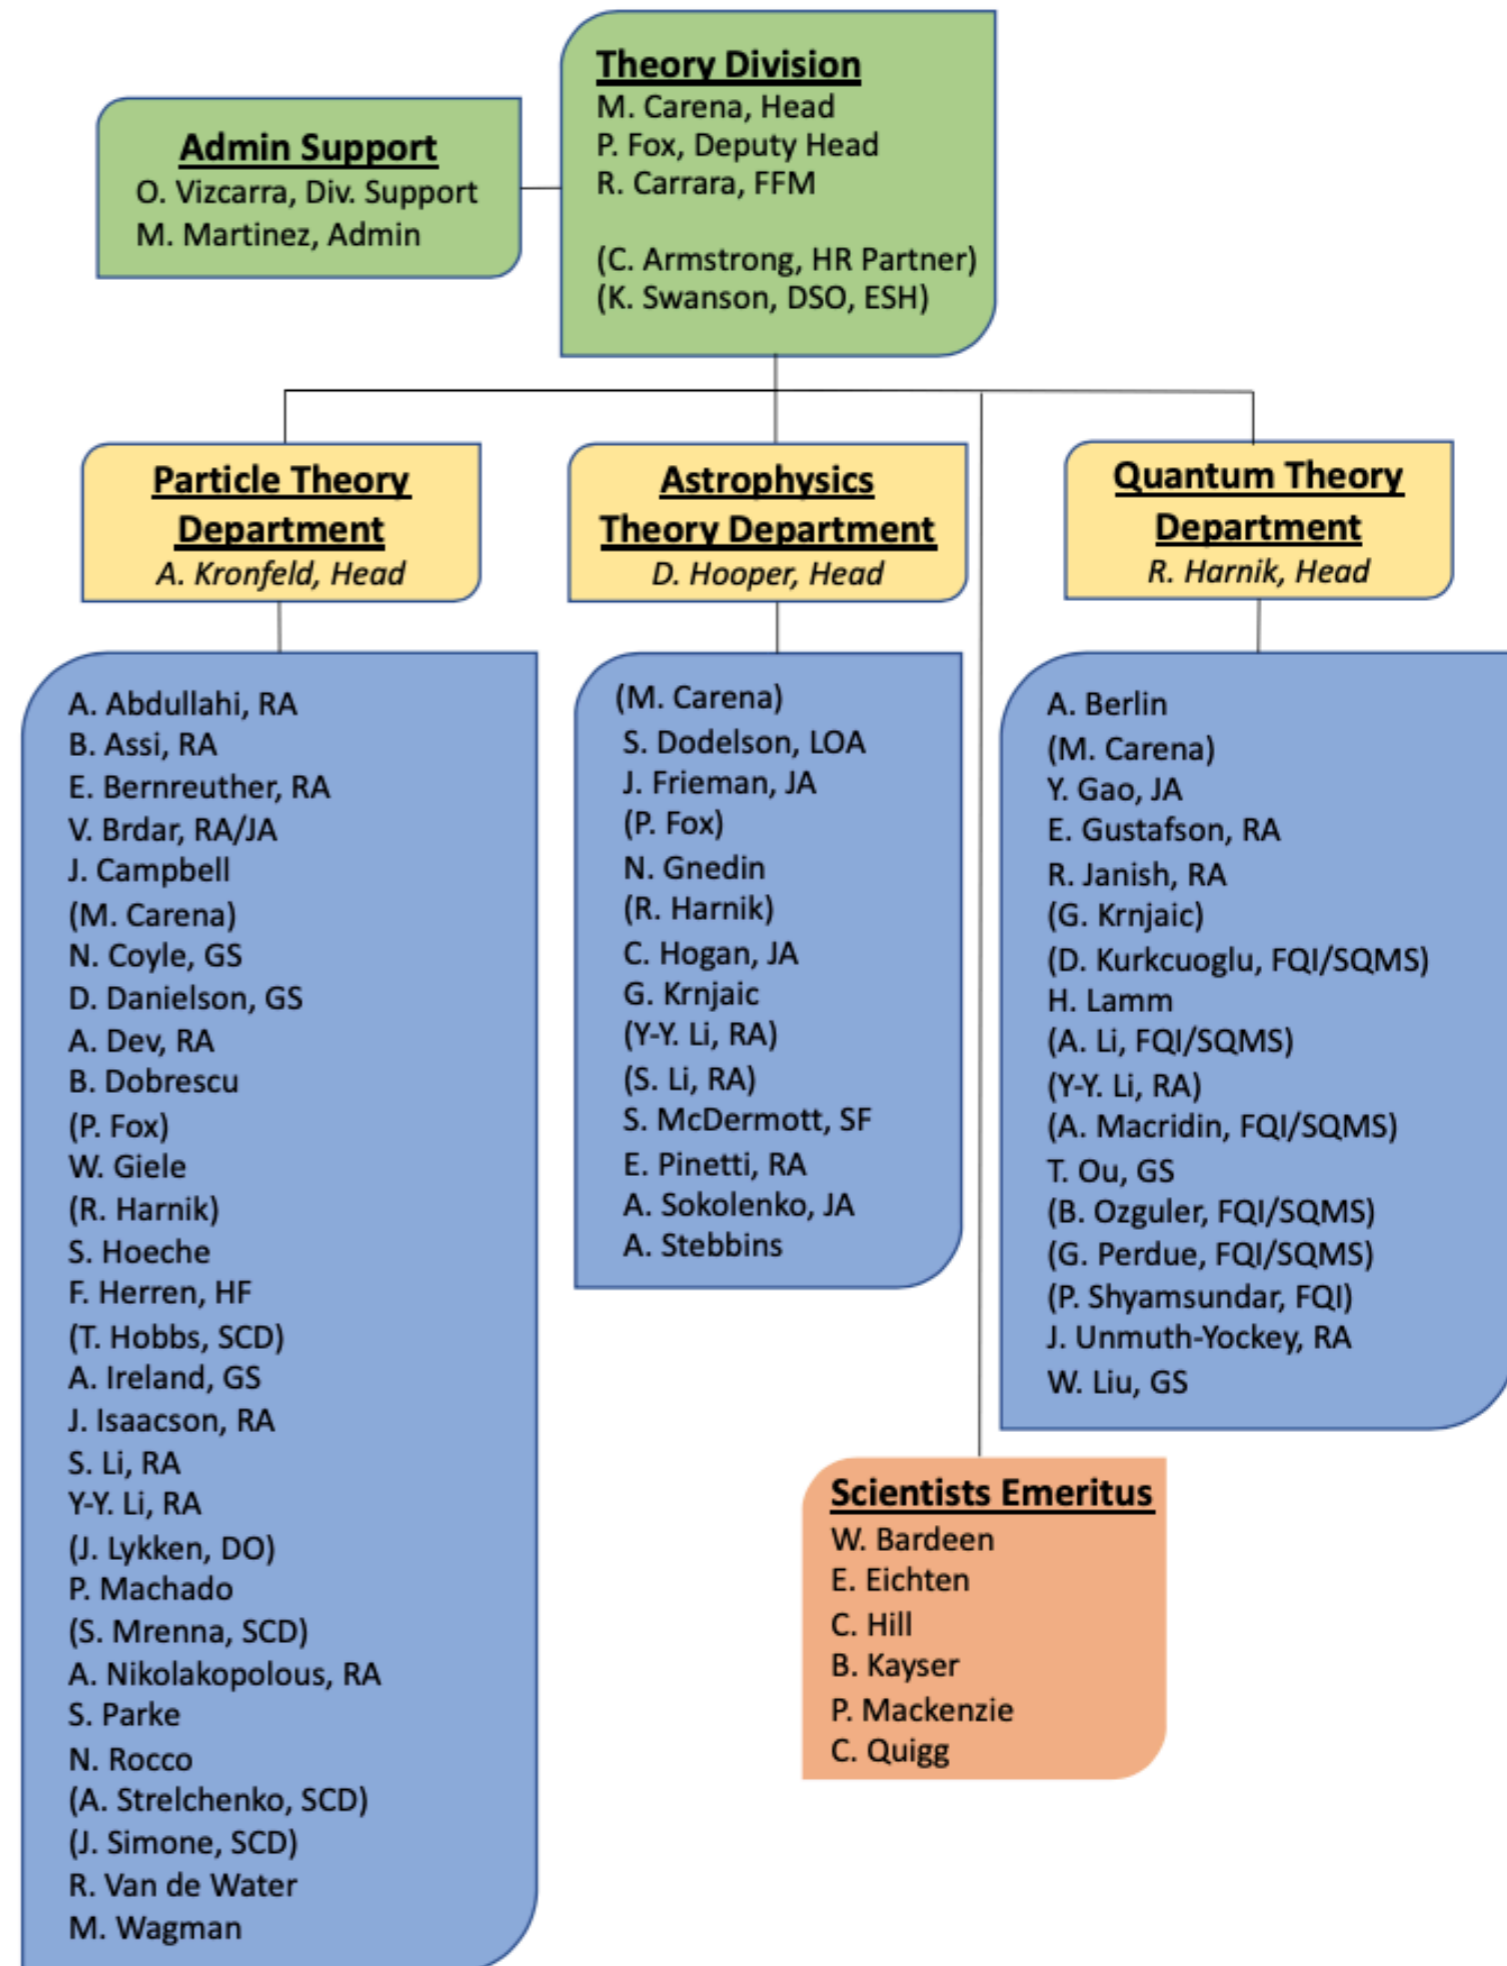 Theory Division
M. Carena, Head
P. Fox, Deputy Head
R. Carrara, FFM
(C. Armstrong, HR Partner)
(K. Swanson, DSO, ESH)
Admin Support
O. Vizcarra, Div. Support
M. Martinez, Admin
Particle Theory
Department
A. Kronfeld, Head
A. Abdullahi, RA
B. Assi, RA
E. Bernreuther, RA
V. Brdar, RA/JA
J. Campbell
(M. Carena)
N. Coyle, GS
D. Danielson, GS
A. Dev, RA
B. Dobrescu
(P. Fox)
W. Giele
(R. Harnik)
S. Hoeche
F. Herren, HF
(T. Hobbs, SCD)
A. Ireland, GS
J. Isaacson, RA
S. Li, RA
Y-Y. Li, RA
(J. Lykken, DO)
P. Machado
(S. Mrenna, SCD)
A. Nikolakopolous, RA
S. Parke
N. Rocco
(A. Strelchenko, SCD)
(J. Simone, SCD)
R. Van de Water
M. Wagman
Astrophysics
Theory Department
D. Hooper, Head
(M. Carena)
S. Dodelson, LOA
J. Frieman, JA
(P. Fox)
N. Gnedin
(R. Harnik)
C. Hogan, JA
G. Krnjaic
(Y-Y. Li, RA)
(S. Li, RA)
S. McDermott, SF
E. Pinetti, RA
A. Sokolenko, JA
A. Stebbins
Quantum Theory
Department
R. Harnik, Head
A. Berlin
(M. Carena)
Y. Gao, JA
E. Gustafson, RA
R. Janish, RA
(G. Krnjaic)
(D. Kurkcuoglu, FQI/SQMS)
H. Lamm
(A. Li, FQI/SQMS)
(Y-Y. Li, RA)
(A. Macridin, FQI/SQMS)
T. Ou, GS
(B. Ozguler, FQI/SQMS)
(G. Perdue, FQI/SQMS)
(P. Shyamsundar, FQI)
J. Unmuth-Yockey, RA
W. Liu, GS
Scientists Emeritus
W. Bardeen
E. Eichten
C. Hill
B. Kayser
P. Mackenzie
C. Quigg